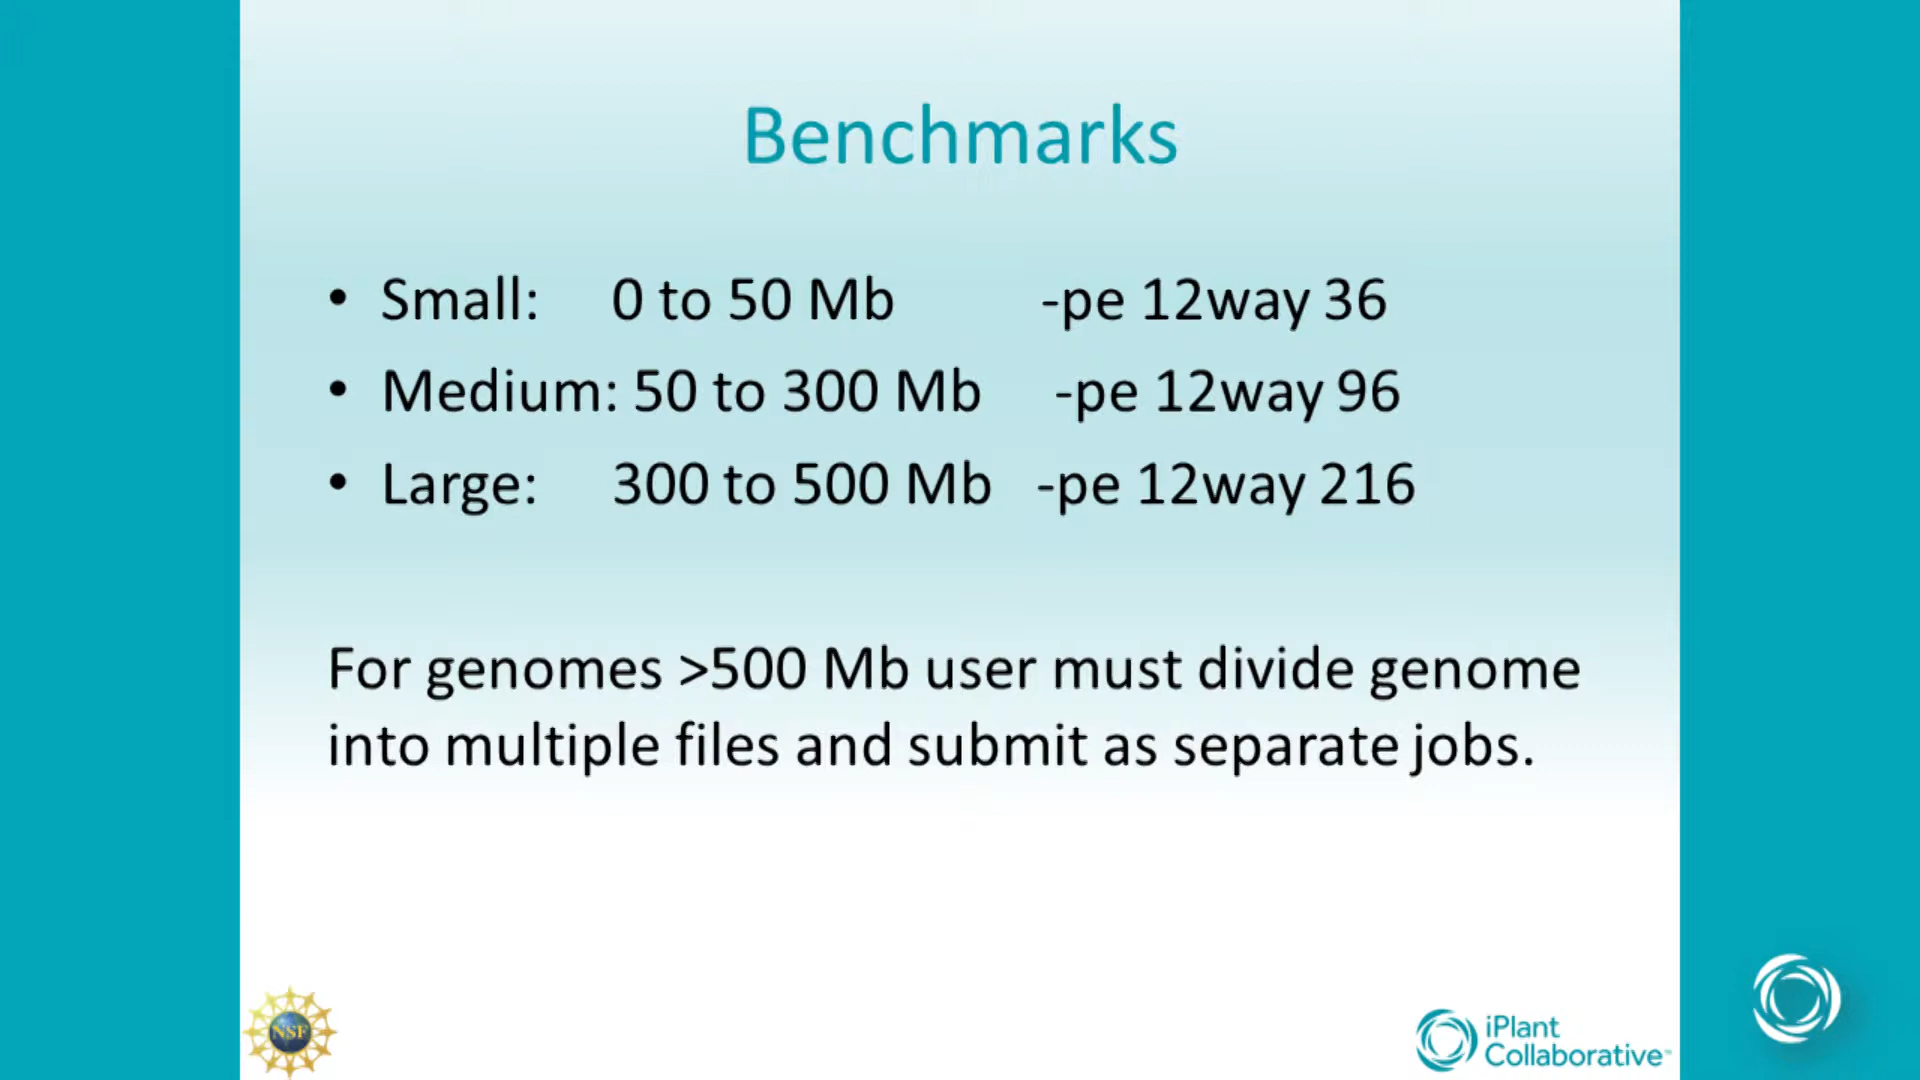 Benchmarks
• Small: 0 to 50 Mb -pe 12way 36
• Medium: 50 to 300 Mb -pe 12way 96
• Large: 300 to 500 Mb -pe 12way 216
For genomes >500 Mb user must divide genome
into multiple files and submit as separate jobs.
NSF
iPlant
Collaborative™